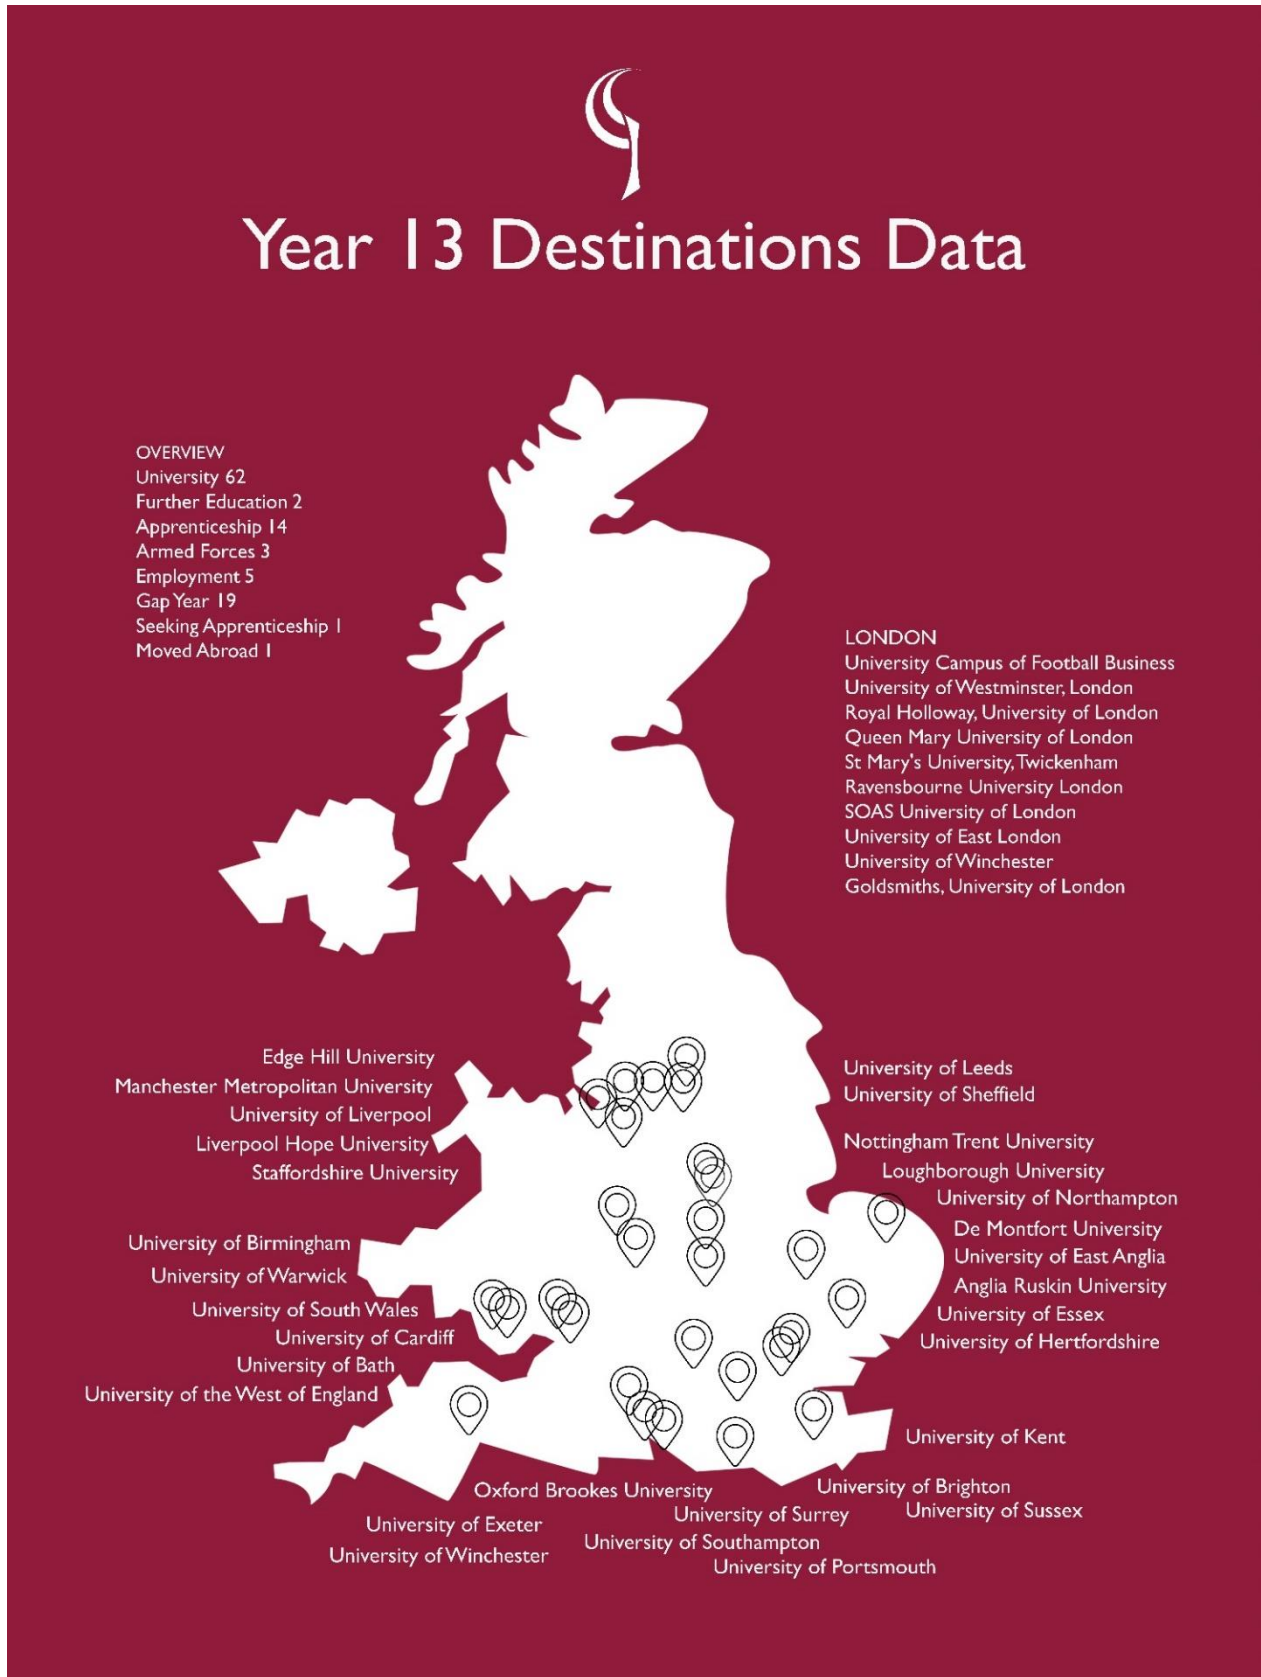 Year 13 Destinations Data
OVERVIEW
University 62
Further Education 2
Apprenticeship 14
Armed Forces 3
Employment 5
Gap Year 19
Seeking Apprenticeship 1
Moved Abroad 1
LONDON
University Campus of Football Business
University of Westminster, London
Royal Holloway, University of London
Queen Mary University of London
St Mary's University, Twickenham
Ravensbourne University London
SOAS University of London
University of East London
University of Winchester
Goldsmiths, University of London
Edge Hill University
Manchester Metropolitan University
University of Liverpool
Liverpool Hope University
Staffordshire University
University of Birmingham
University of Warwick
University of South Wales
University of Cardiff
University of Bath
University of the West of England
University of Leeds
University of Sheffield
Nottingham Trent University
Loughborough University
University of Northampton
De Montfort University
University of East Anglia
Anglia Ruskin University
University of Essex
University of Hertfordshire
University of Kent
Oxford Brookes University
University of Exeter
University of Winchester
University of Surrey
University of Southampton
University of Portsmouth
University of Brighton
University of Sussex